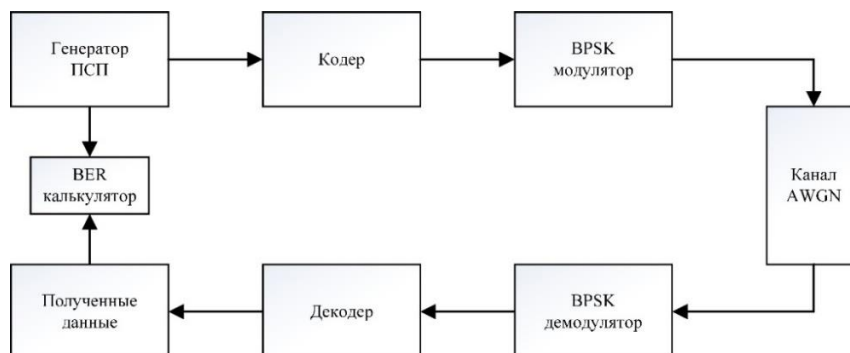 Генератор
ПСП
Кодер
BPSK
модулятор
Канал
AWGN
BER
калькулятор
Полученные
данные
Декодер
BPSK
демодулятор